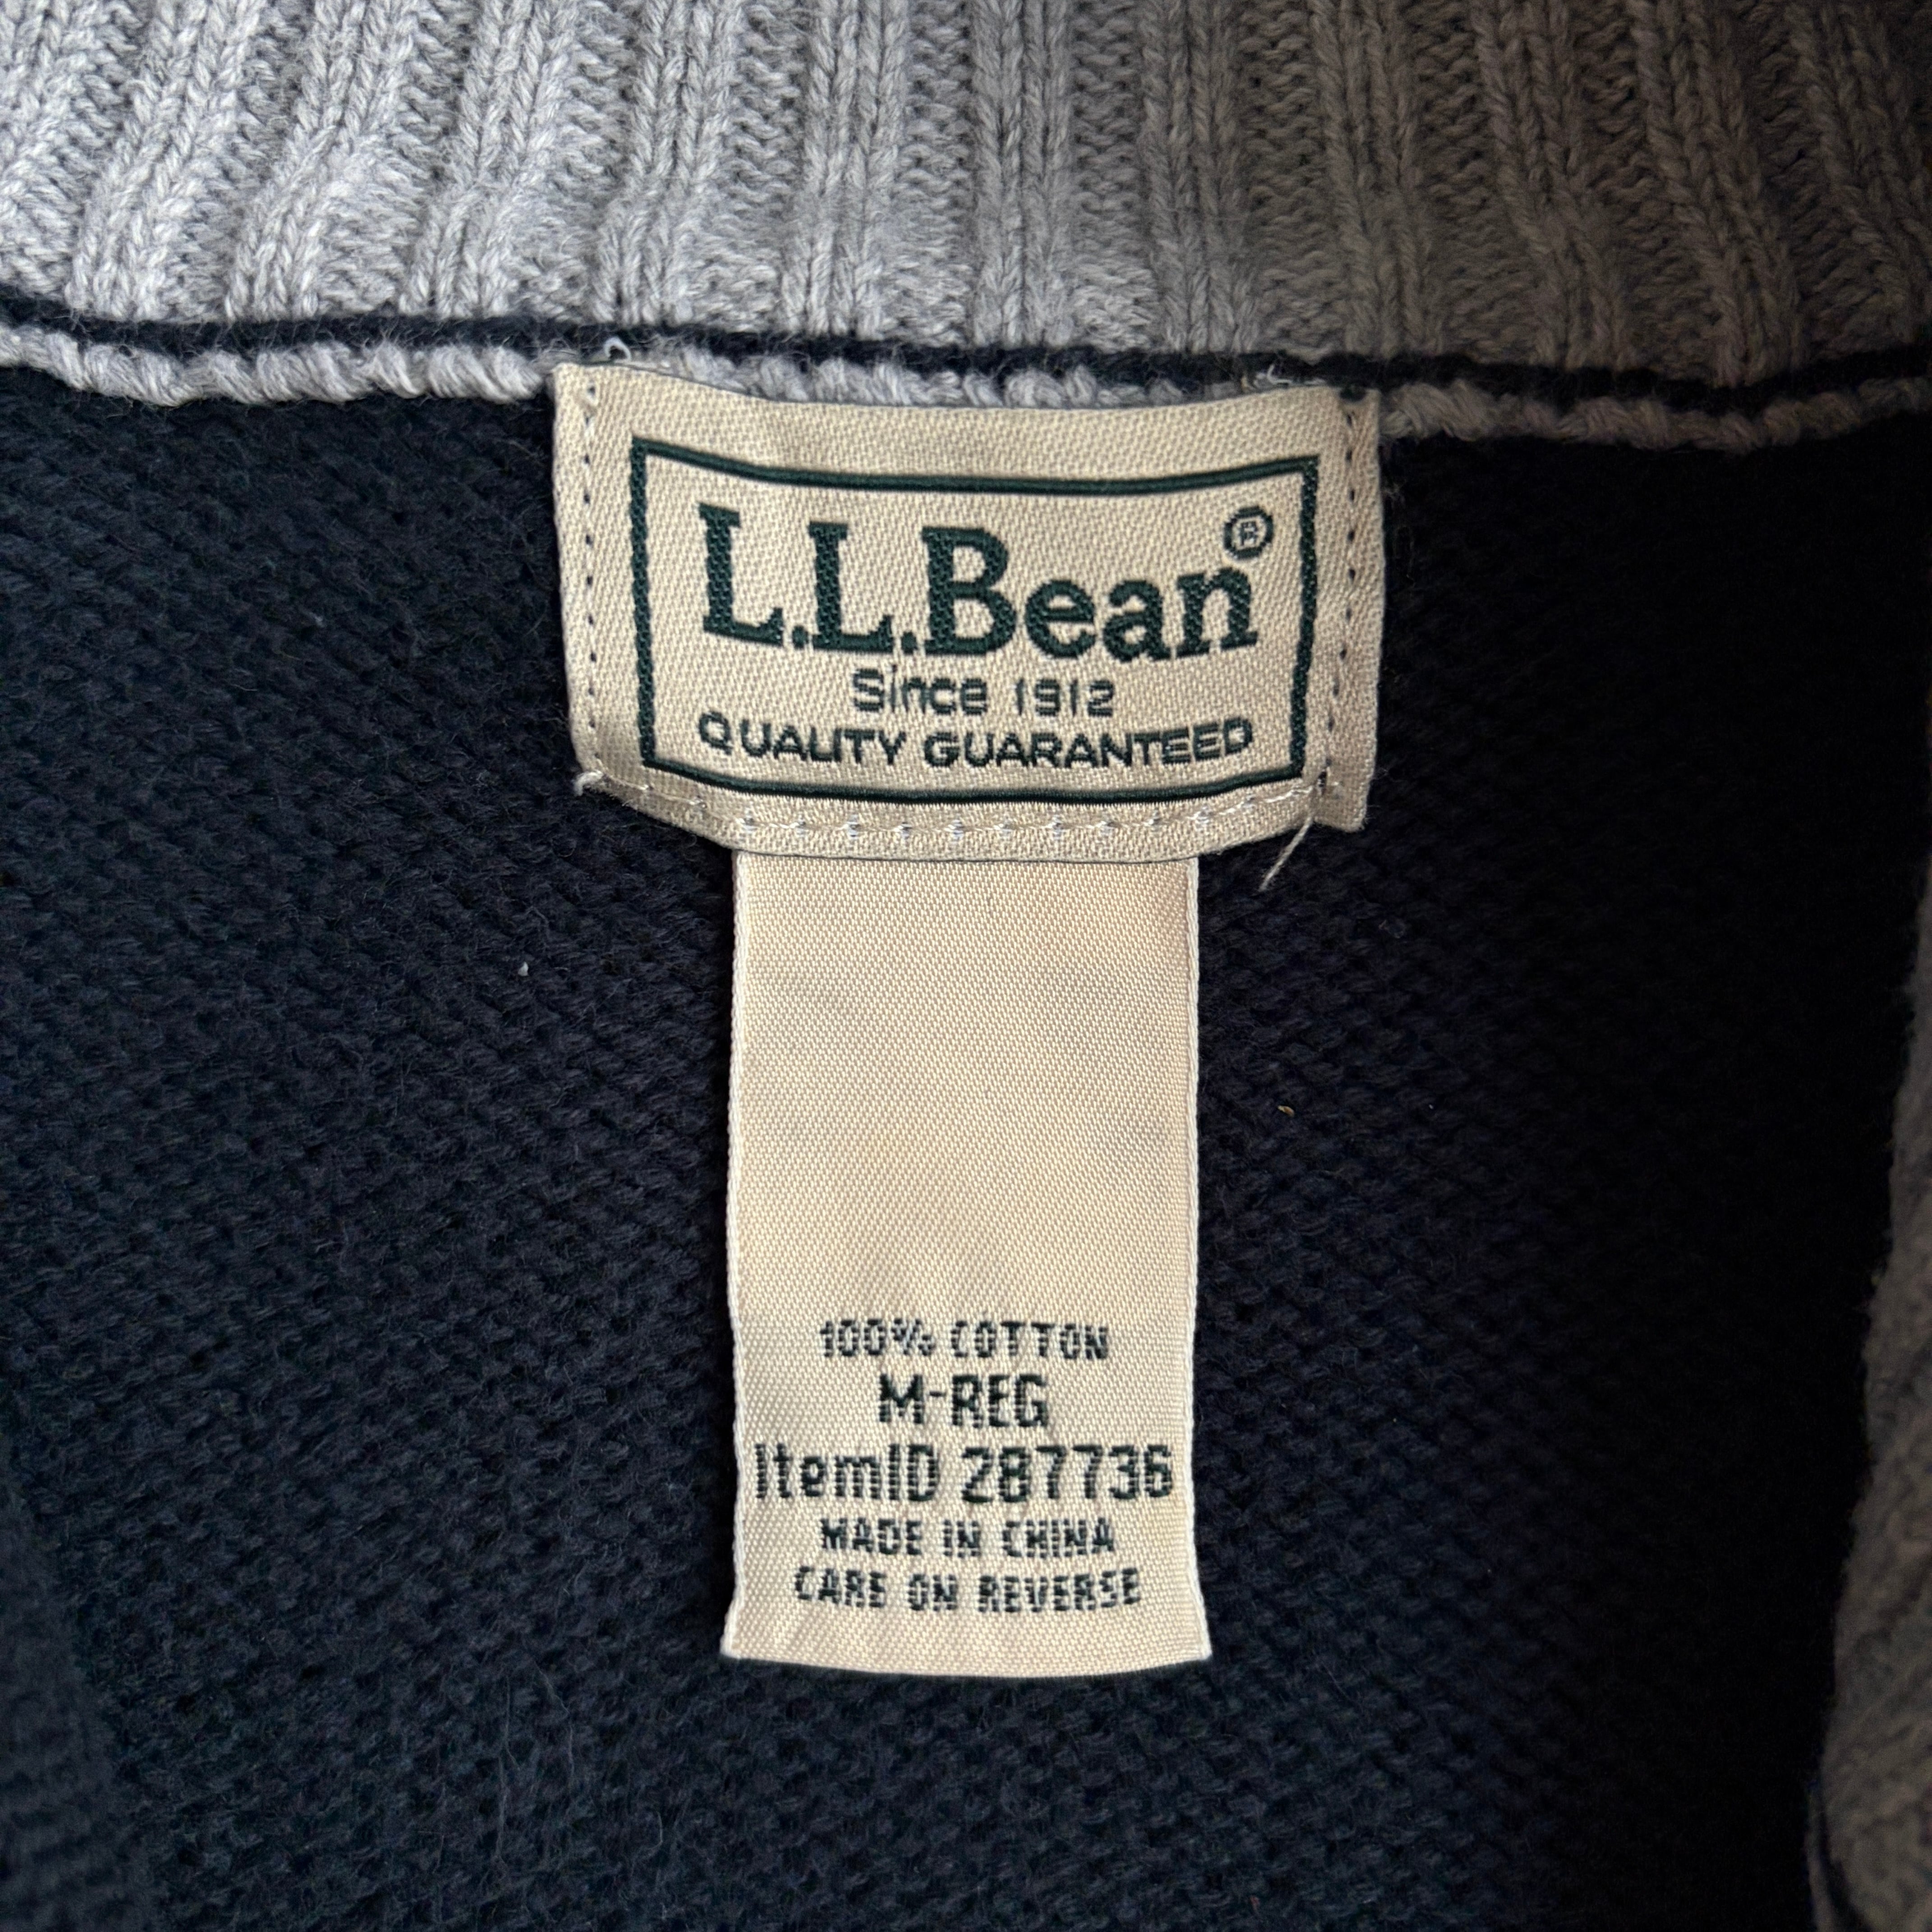 L.L.Bean®
Since 1912
QUALITY GUARANTEED
100% COTTON
M-REG
ItemID 287736
MADE IN CHINA
CARE ON REVERSE